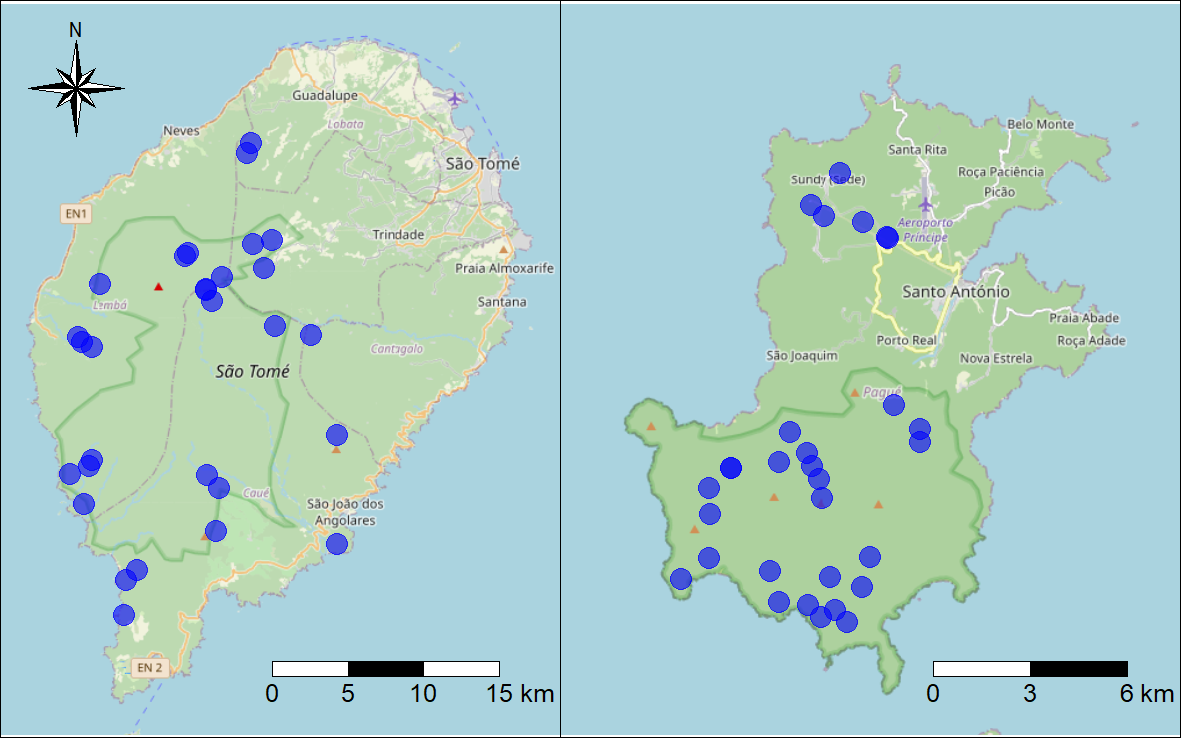 N
Guadalupe
Lobata
Neves
São Tomé
EN1
Trindade
Praia Almoxarife
Lembá
Santana
Cantagalo
São Tomé
Caué
São João dos
Angolares
EN 2
0 5 10 15 km
Belo Monte
Santa Rita
Roça Paciência
Sundy (Sede)
Picão
Aeroporto
Príncipe
Santo António
Praia Abade
Porto Real
Roça Adade
São Joaquim
Nova Estrela
Pagué
0 3 6 km